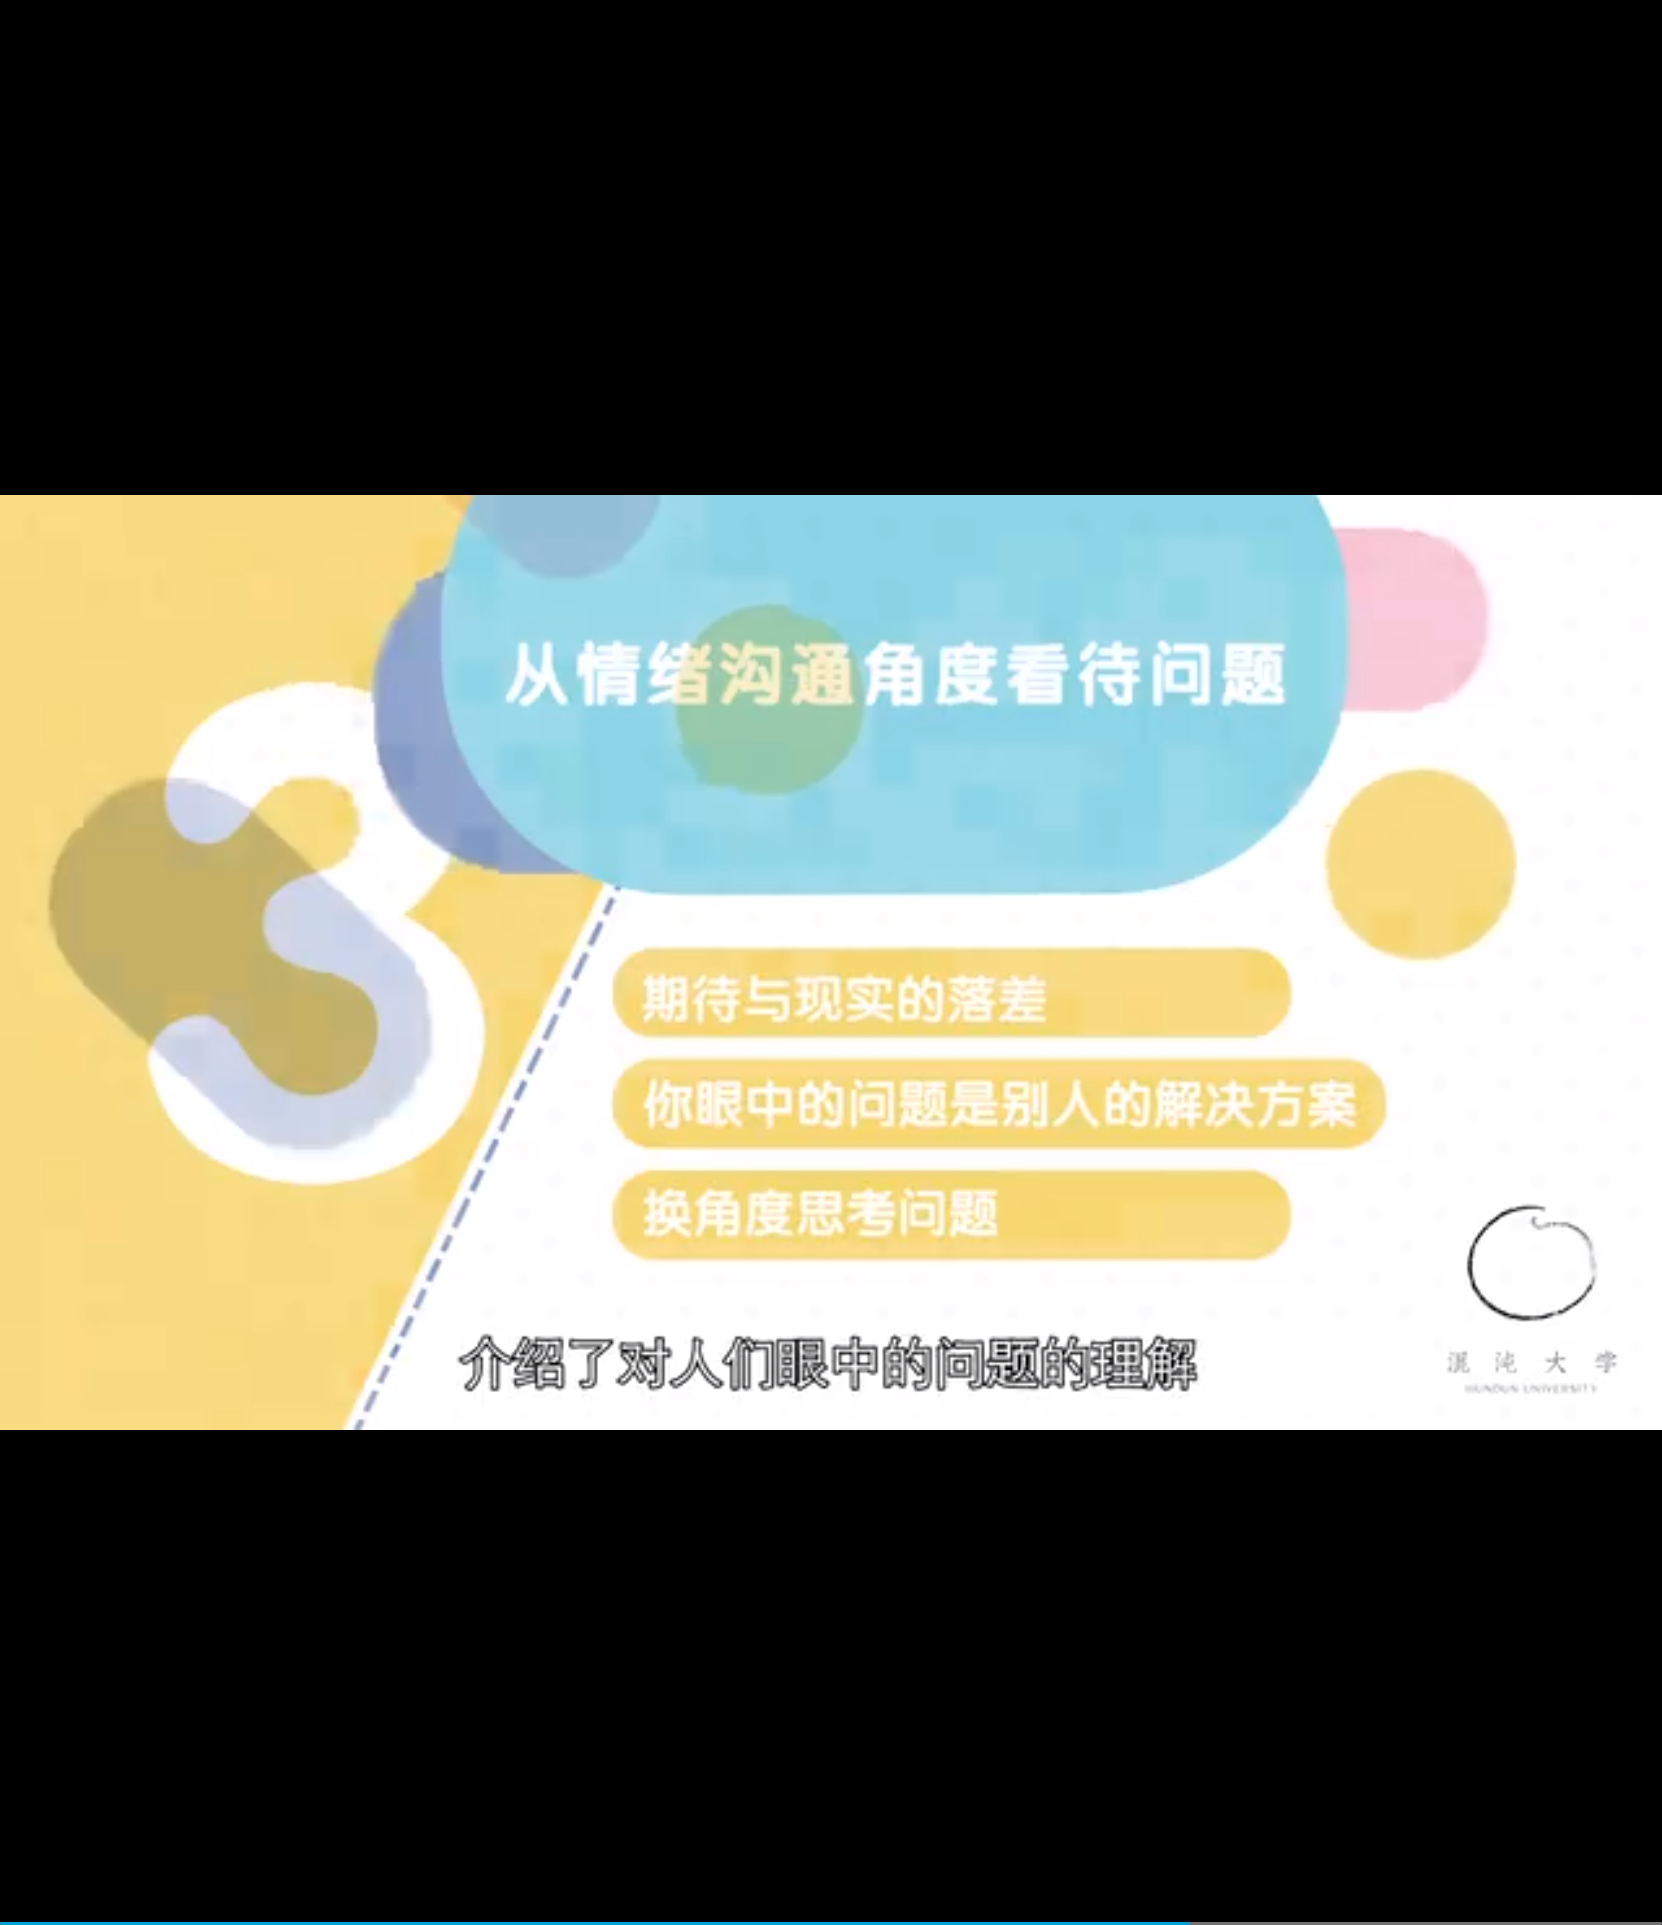 3
从情绪沟通角度看待问题
期待与现实的落差
你眼中的问题是别人的解决方案
换角度思考问题
介绍了对人们眼中的问题的理解
混沌大学
HUNDUN UNIVERSITY